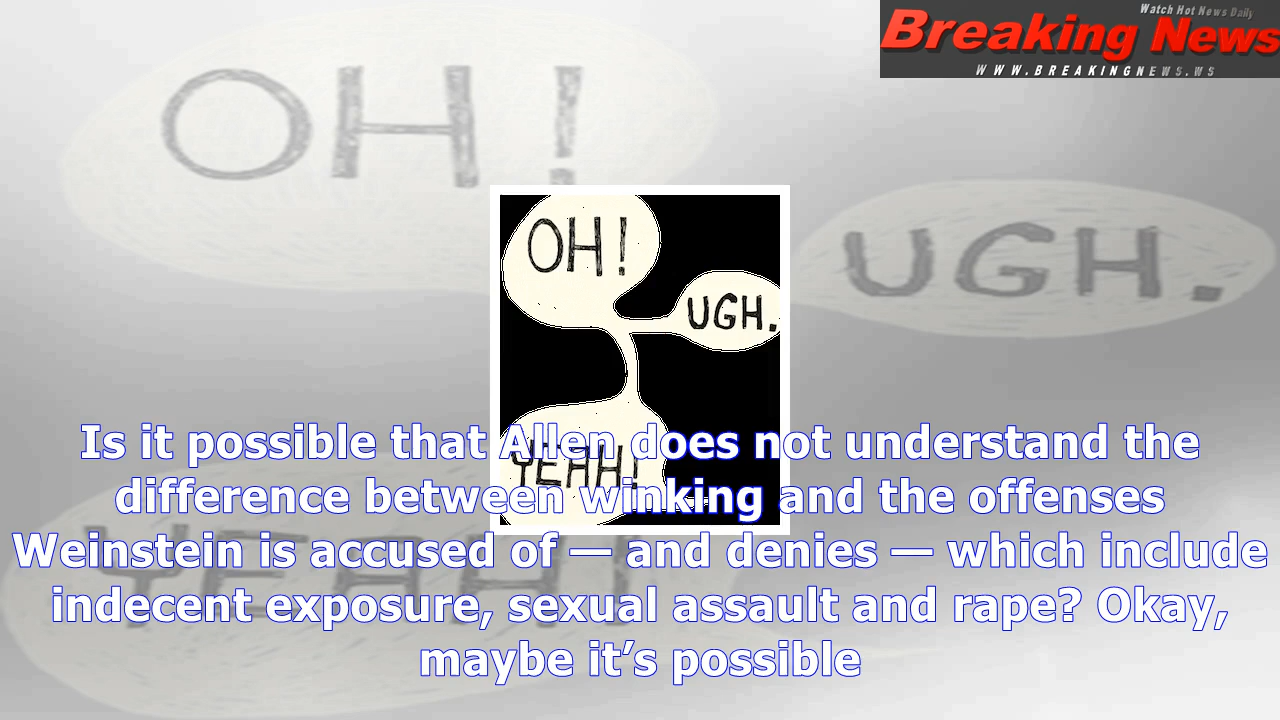 Watch Hot News Daily
Breaking News
WWW.BREAKINGNEWS.WS
OH!
UGH.
OH!
UGH.
YEAH!
YEAH!
Is it possible that Allen does not understand the
difference between winking and the offenses
Weinstein is accused of — and denies — which include
indecent exposure, sexual assault and rape? Okay,
maybe it’s possible